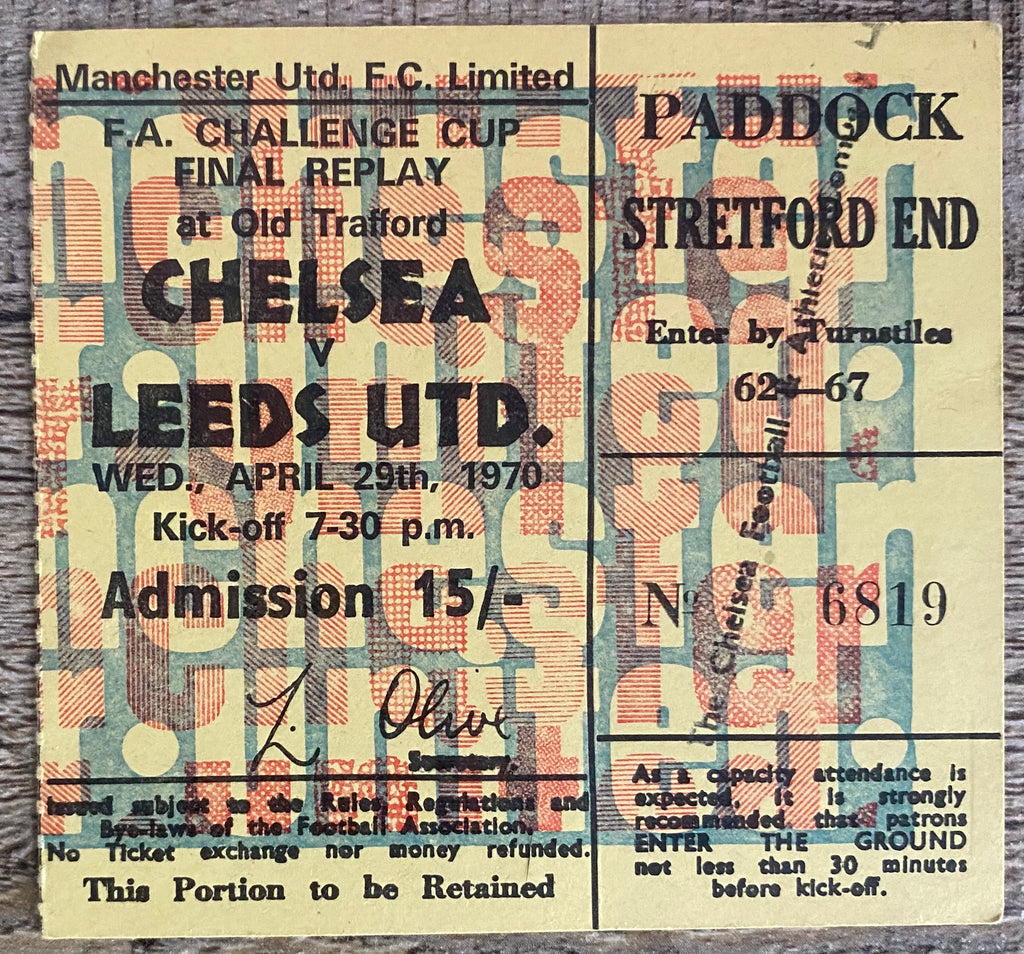 Manchester Utd. F.C. Limited
F.A. CHALLENGE CUP
FINAL REPLAY
at Old Trafford
CHELSEA
v
LEEDS UTD.
WED., APRIL 29th, 1970
Kick-off 7-30 p.m.
Admission 15/-
L. Olive
Secretary.
Issued subject to the Rules, Regulations and
Bye-laws of the Football Association.
No Ticket exchange nor money refunded.
This Portion to be Retained
PADDOCK
STRETFORD END
Enter by Turnstiles
62—67
No 6819
As a capacity attendance is
expected, it is strongly
recommended that patrons
ENTER THE GROUND
not less than 30 minutes
before kick-off.
The Chelsea Football & Athletic Company